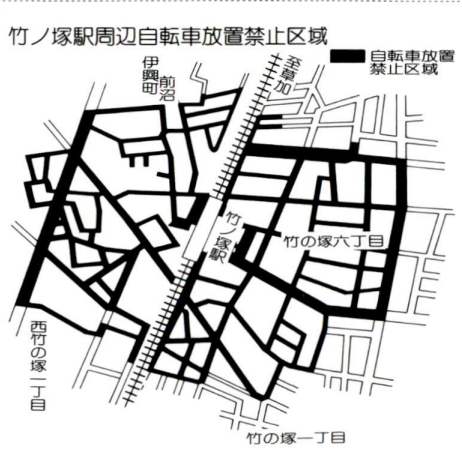 竹ノ塚駅周辺自転車放置禁止区域
自転車放置
禁止区域
伊興町
前沼
至草加
竹ノ塚駅
竹の塚六丁目
西竹の塚一丁目
竹の塚一丁目